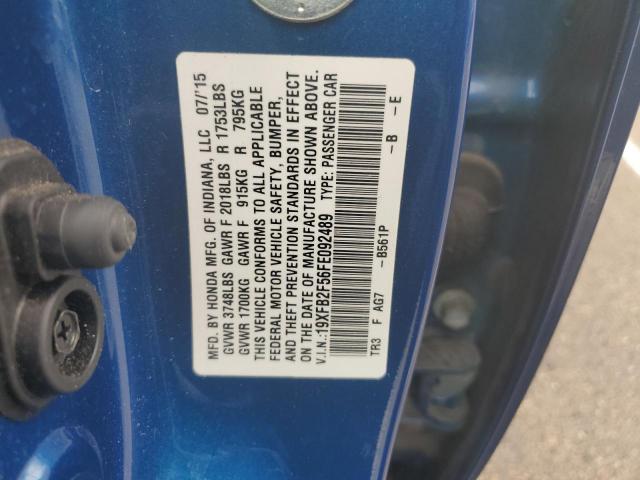 MFD. BY HONDA MFG. OF INDIANA, LLC 07/'15
GVWR 3748LBS GAWR F 2018LBS R 1753LBS
GVWR 1700KG GAWR F 915KG R 795KG
THIS VEHICLE CONFORMS TO ALL APPLICABLE
FEDERAL MOTOR VEHICLE SAFETY, BUMPER,
AND THEFT PREVENTION STANDARDS IN EFFECT
ON THE DATE OF MANUFACTURE SHOWN ABOVE.
V.I.N.:19XFB2F56FE092489 TYPE: PASSENGER CAR
–B561P –B –E
TR3 F AG7